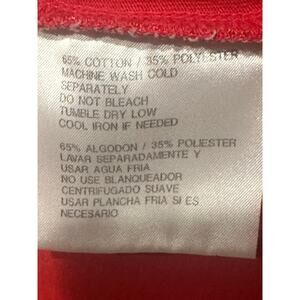 65% COTTON / 35% POLYESTER
MACHINE WASH COLD
SEPARATELY
DO NOT BLEACH
TUMBLE DRY LOW
COOL IRON IF NEEDED
65% ALGODON / 35% POLIESTER
LAVAR SEPARADAMENTE Y
USAR AGUA FRIA
NO USE BLANQUEADOR
CENTRIFUGADO SUAVE
USAR PLANCHA FRIA SI ES
NECESARIO